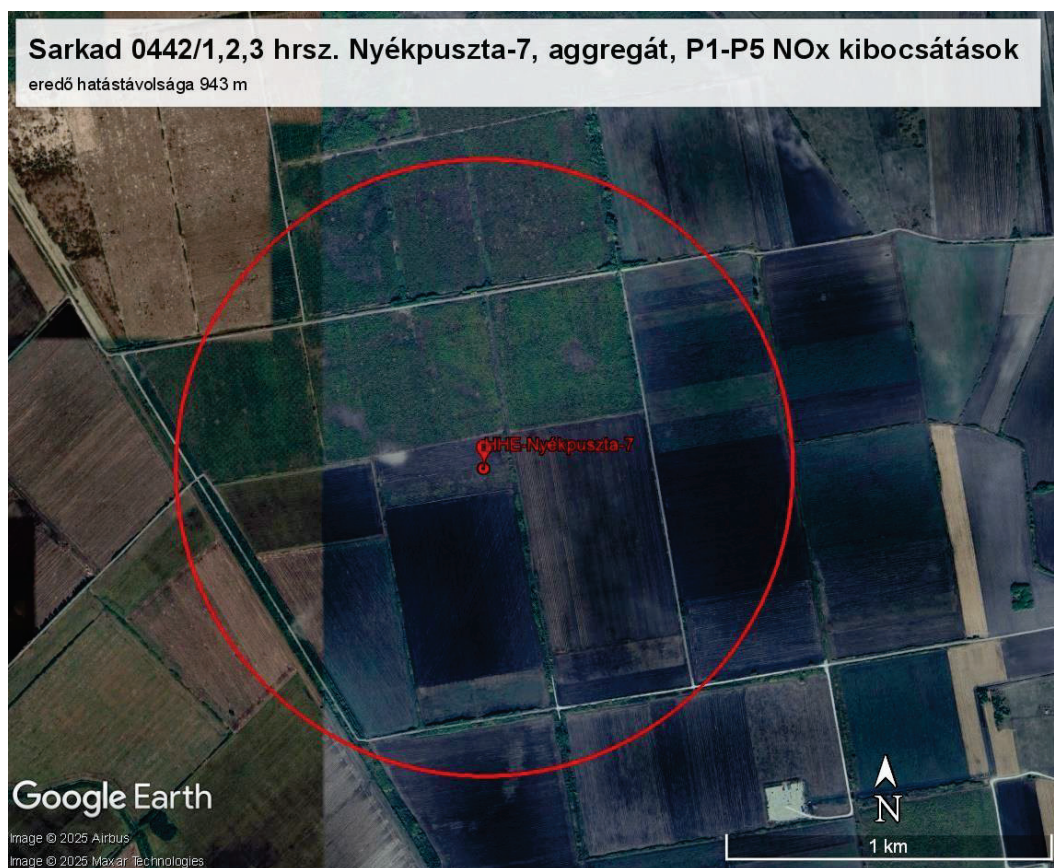 Sarkad 0442/1,2,3 hrsz. Nyékpuszta-7, aggregát, P1-P5 NOx kibocsátások
eredő hatástávolsága 943 m
HHE-Nyékpuszta-7
Google Earth
N
Image © 2025 Airbus
1 km
Image © 2025 Maxar Technologies